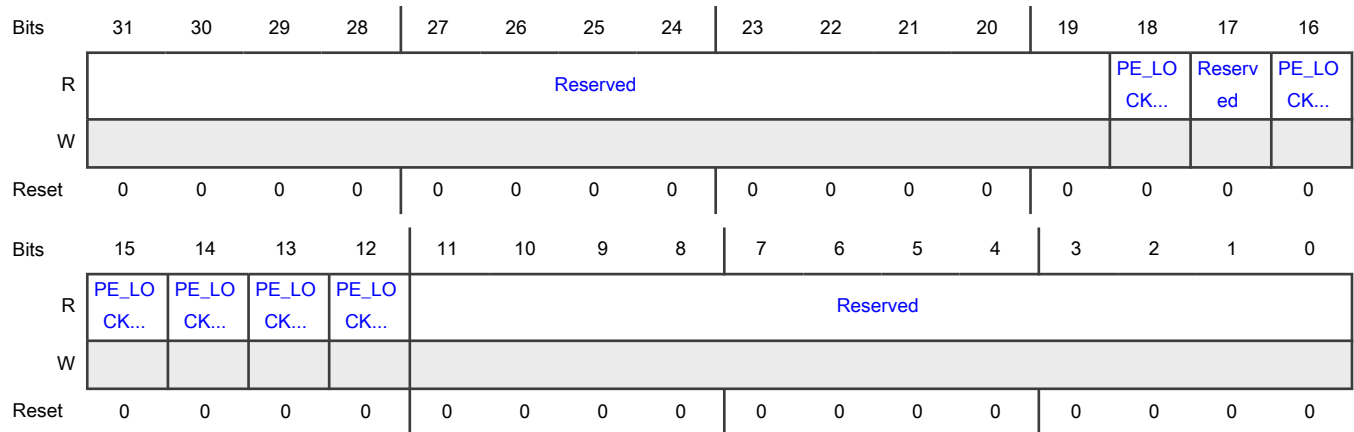 Bits 31 30 29 28 27 26 25 24 23 22 21 20 19 18 17 16
R Reserved PE_LO Reserv PE_LO
CK... ed CK...
W
Reset 0 0 0 0 0 0 0 0 0 0 0 0 0 0 0 0
Bits 15 14 13 12 11 10 9 8 7 6 5 4 3 2 1 0
R PE_LO PE_LO PE_LO PE_LO Reserved
CK... CK... CK... CK...
W
Reset 0 0 0 0 0 0 0 0 0 0 0 0 0 0 0 0